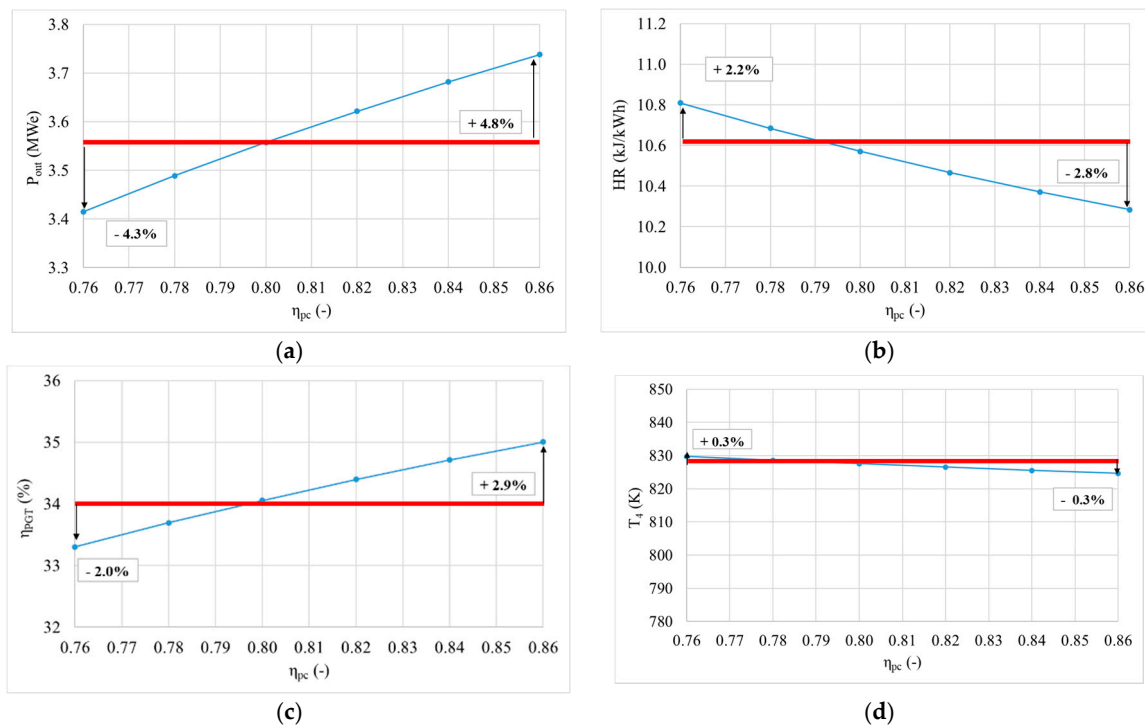 3.8
3.7
3.6
3.5
3.4
3.3
P_out (MWe)
+ 4.8%
- 4.3%
0.76 0.77 0.78 0.79 0.80 0.81 0.82 0.83 0.84 0.85 0.86
η_pc (-)
(a)
11.2
11.0
10.8
10.6
10.4
10.2
10.0
HR (kJ/kWh)
+ 2.2%
- 2.8%
0.76 0.77 0.78 0.79 0.80 0.81 0.82 0.83 0.84 0.85 0.86
η_pc (-)
(b)
36
35
34
33
32
η_PGT (%)
+ 2.9%
- 2.0%
0.76 0.77 0.78 0.79 0.80 0.81 0.82 0.83 0.84 0.85 0.86
η_pc (-)
(c)
850
840
830
820
810
800
790
780
T_4 (K)
+ 0.3%
- 0.3%
0.76 0.77 0.78 0.79 0.80 0.81 0.82 0.83 0.84 0.85 0.86
η_pc (-)
(d)